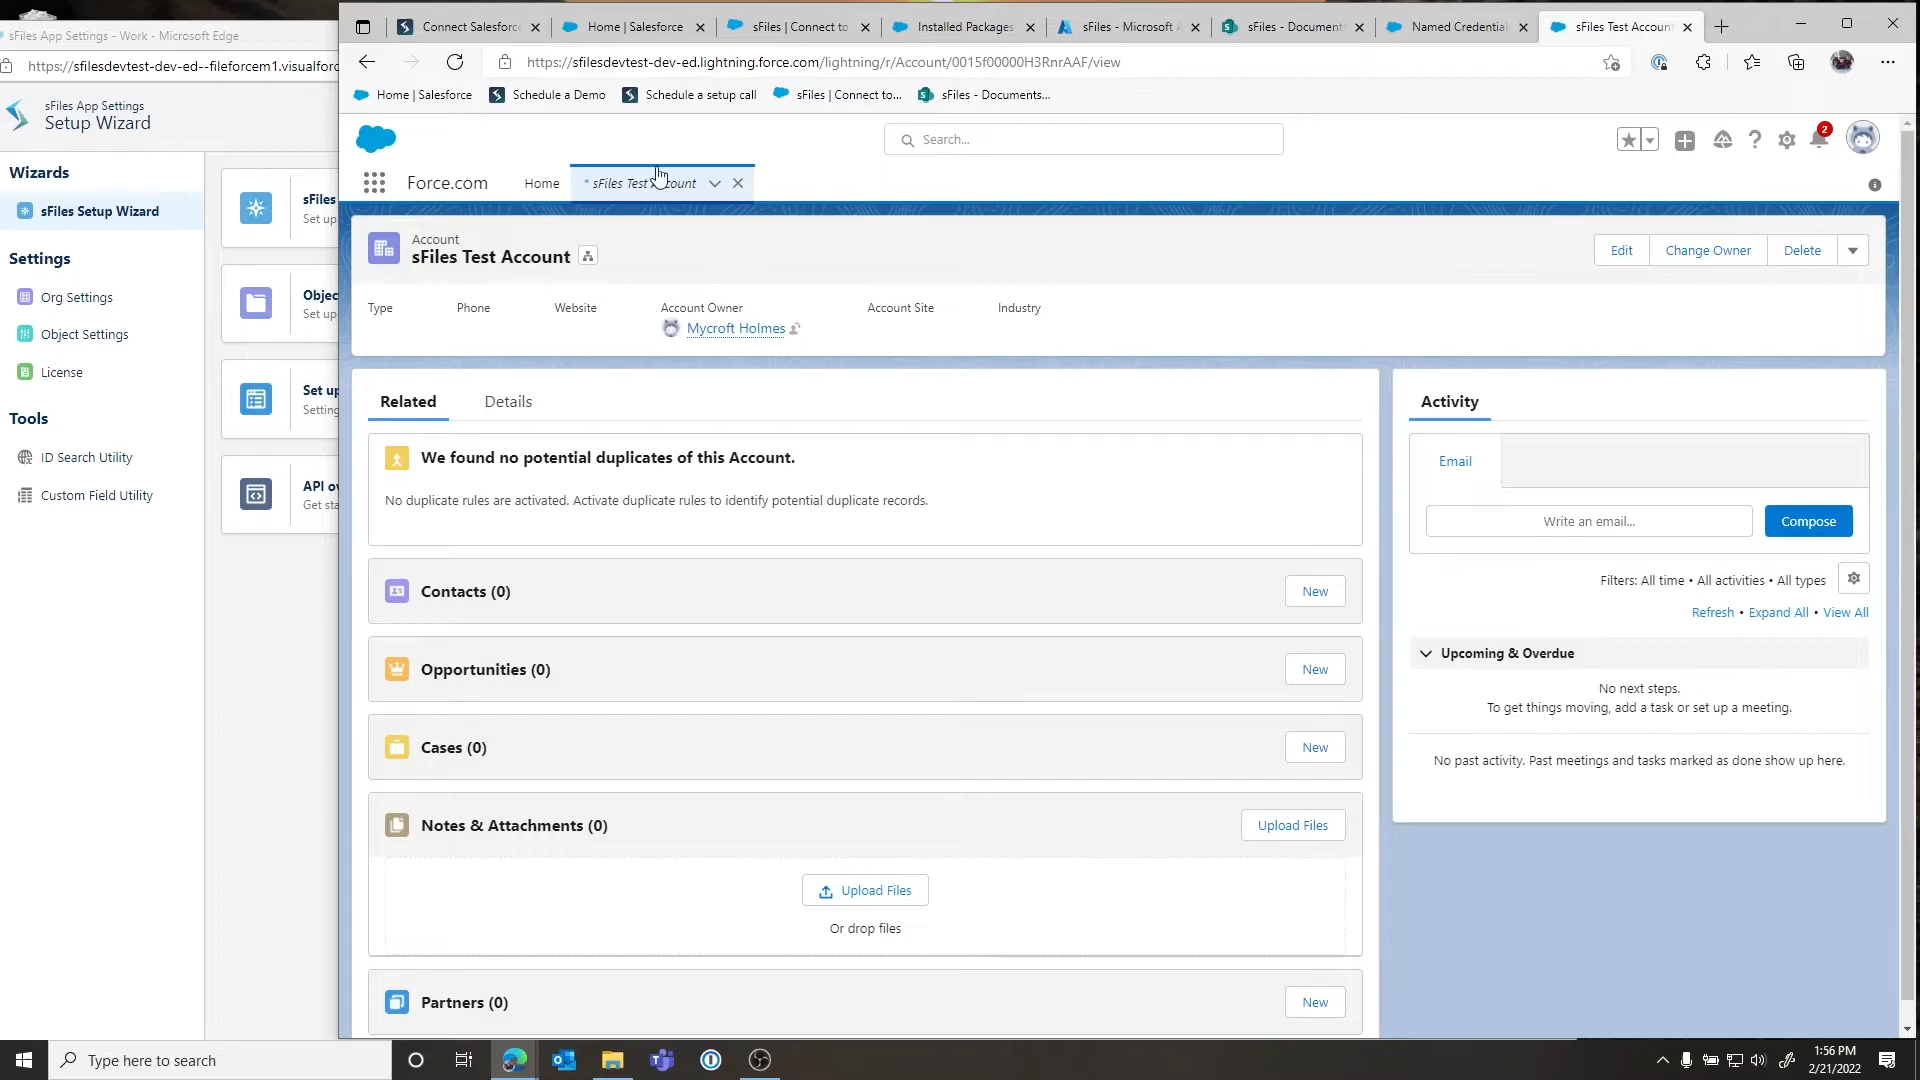 sFiles App Settings - Work - Microsoft Edge
https://sfilesdevtest-dev-ed--fileforcem1.visualforc
sFiles App Settings
Setup Wizard
Wizards
sFiles Setup Wizard
Settings
Org Settings
Object Settings
License
Tools
ID Search Utility
Custom Field Utility
sFiles
Set up
Objec
Set up
Set up
Setting
API ov
Get sta
Connect Salesforce
Home | Salesforce
sFiles | Connect to
Installed Packages
sFiles - Microsoft A
sFiles - Document
Named Credential
sFiles Test Account
https://sfilesdevtest-dev-ed.lightning.force.com/lightning/r/Account/0015f00000H3RnrAAF/view
Home | Salesforce
Schedule a Demo
Schedule a setup call
sFiles | Connect to...
sFiles - Documents...
Search...
2
Force.com
Home
* sFiles Test Account
Account
sFiles Test Account
Edit
Change Owner
Delete
Type
Phone
Website
Account Owner
Account Site
Industry
Mycroft Holmes
Related
Details
We found no potential duplicates of this Account.
No duplicate rules are activated. Activate duplicate rules to identify potential duplicate records.
Contacts (0)
New
Opportunities (0)
New
Cases (0)
New
Notes & Attachments (0)
Upload Files
Upload Files
Or drop files
Partners (0)
New
Activity
Email
Write an email...
Compose
Filters: All time • All activities • All types
Refresh • Expand All • View All
Upcoming & Overdue
No next steps.
To get things moving, add a task or set up a meeting.
No past activity. Past meetings and tasks marked as done show up here.
Type here to search
1:56 PM
2/21/2022